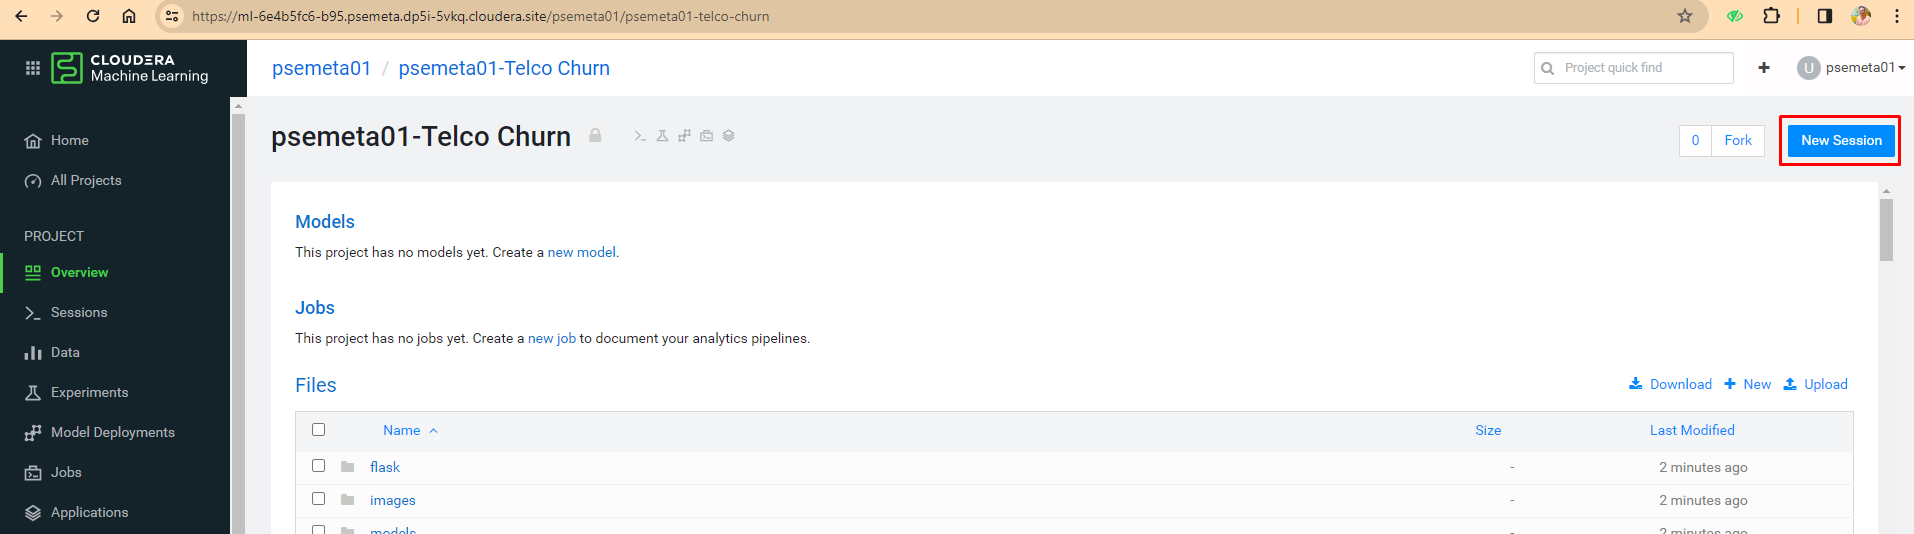 https://ml-6e4b5fc6-b95.psemeta.dp5i-5vkq.cloudera.site/psemeta01/psemeta01-telco-churn
CLOUDERA
Machine Learning
psemeta01 / psemeta01-Telco Churn
Project quick find
U psemeta01
Home
All Projects
PROJECT
Overview
Sessions
Data
Experiments
Model Deployments
Jobs
Applications
psemeta01-Telco Churn
0 Fork New Session
Models
This project has no models yet. Create a new model.
Jobs
This project has no jobs yet. Create a new job to document your analytics pipelines.
Files
Download New Upload
Name Size Last Modified
flask - 2 minutes ago
images - 2 minutes ago
models - 2 minutes ago